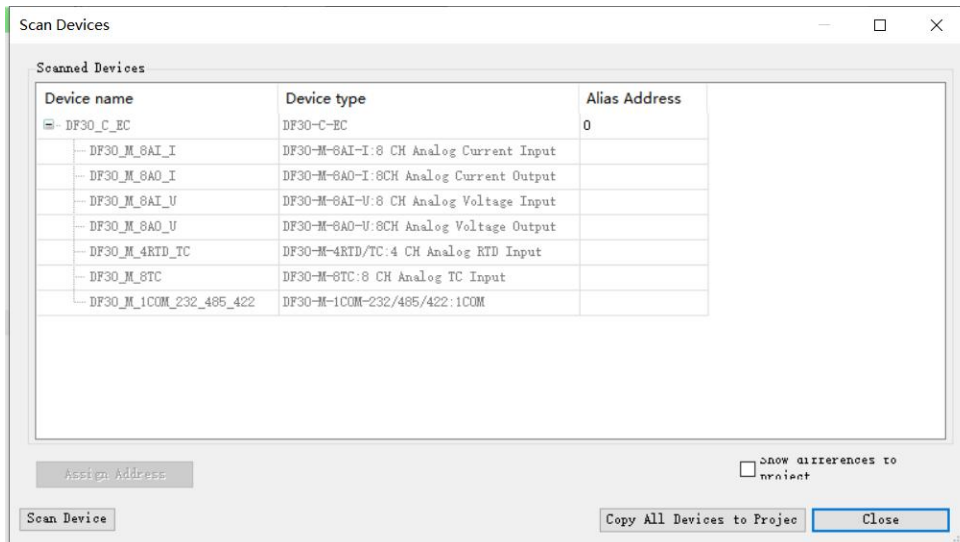 Scan Devices
Scanned Devices
Device name Device type Alias Address
DF30_C_EC DF30-C-EC 0
DF30_M_8AI_I DF30-M-8AI-I:8 CH Analog Current Input
DF30_M_8AO_I DF30-M-8AO-I:8CH Analog Current Output
DF30_M_8AI_U DF30-M-8AI-U:8 CH Analog Voltage Input
DF30_M_8AO_U DF30-M-8AO-U:8CH Analog Voltage Output
DF30_M_4RTD_TC DF30-M-4RTD/TC:4 CH Analog RTD Input
DF30_M_8TC DF30-M-8TC:8 CH Analog TC Input
DF30_M_1COM_232_485_422 DF30-M-1COM-232/485/422:1COM
Assign Address
Show differences to
project
Scan Device Copy All Devices to Projec Close